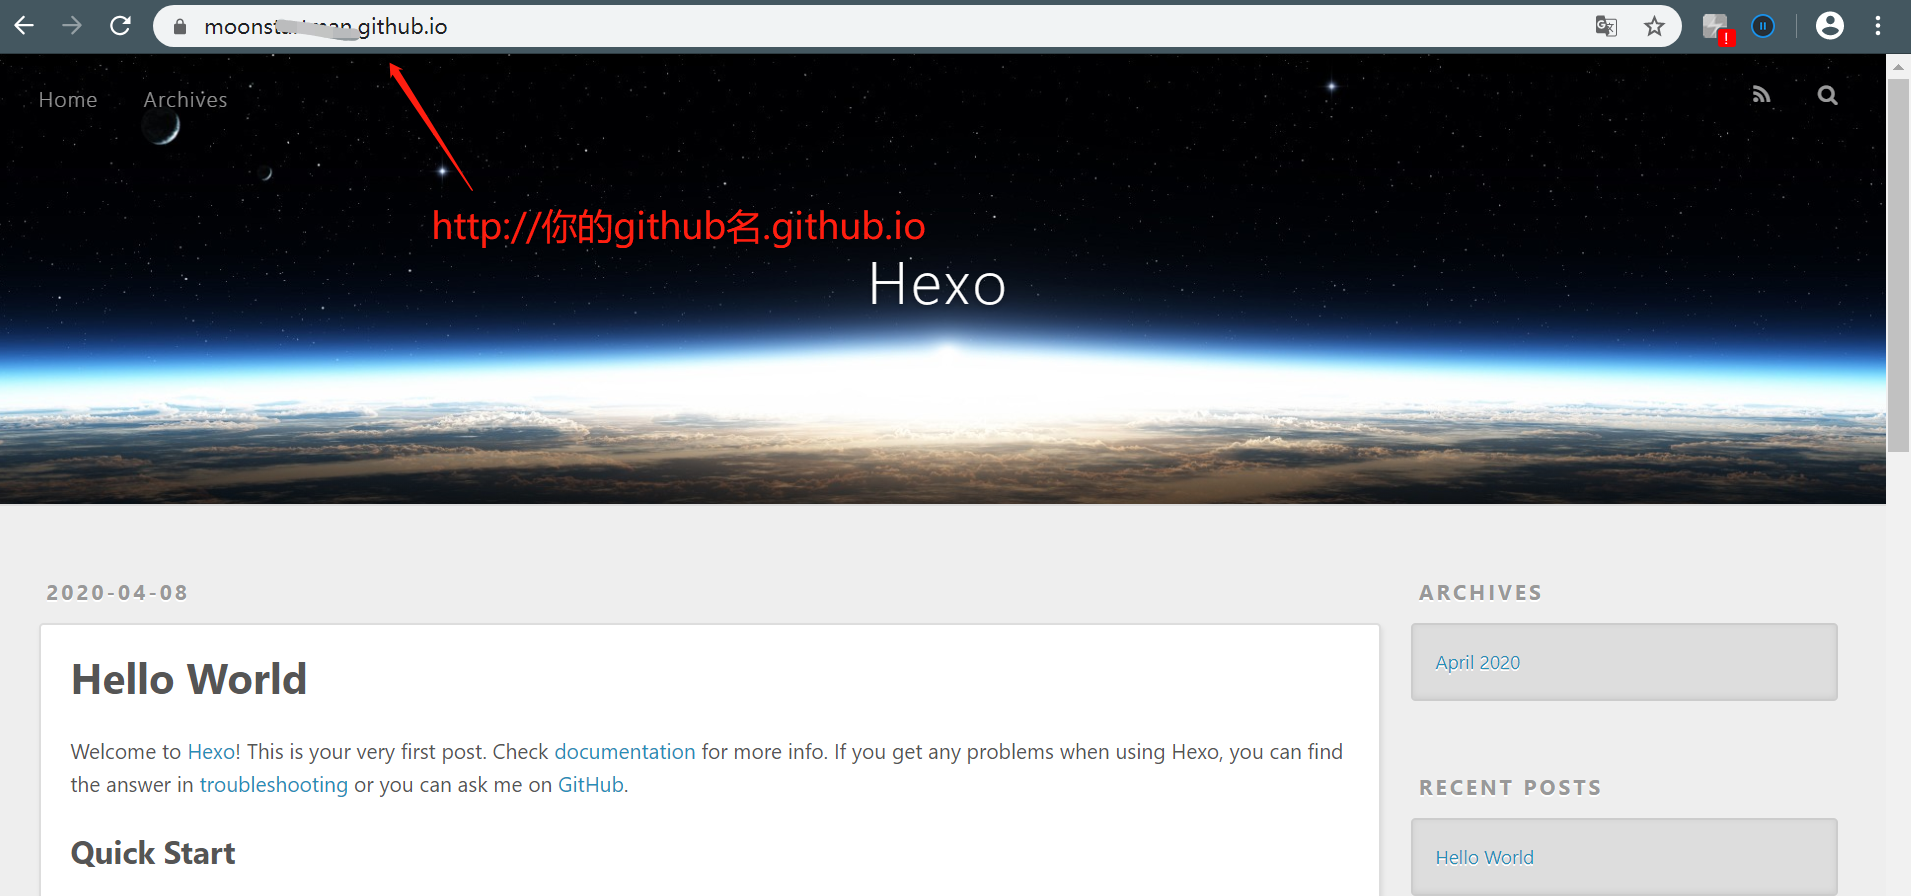 .github.io
Home Archives
http://你的github名.github.io
Hexo
2020-04-08
Hello World
Welcome to Hexo! This is your very first post. Check documentation for more info. If you get any problems when using Hexo, you can find
the answer in troubleshooting or you can ask me on GitHub.
Quick Start
ARCHIVES
April 2020
RECENT POSTS
Hello World